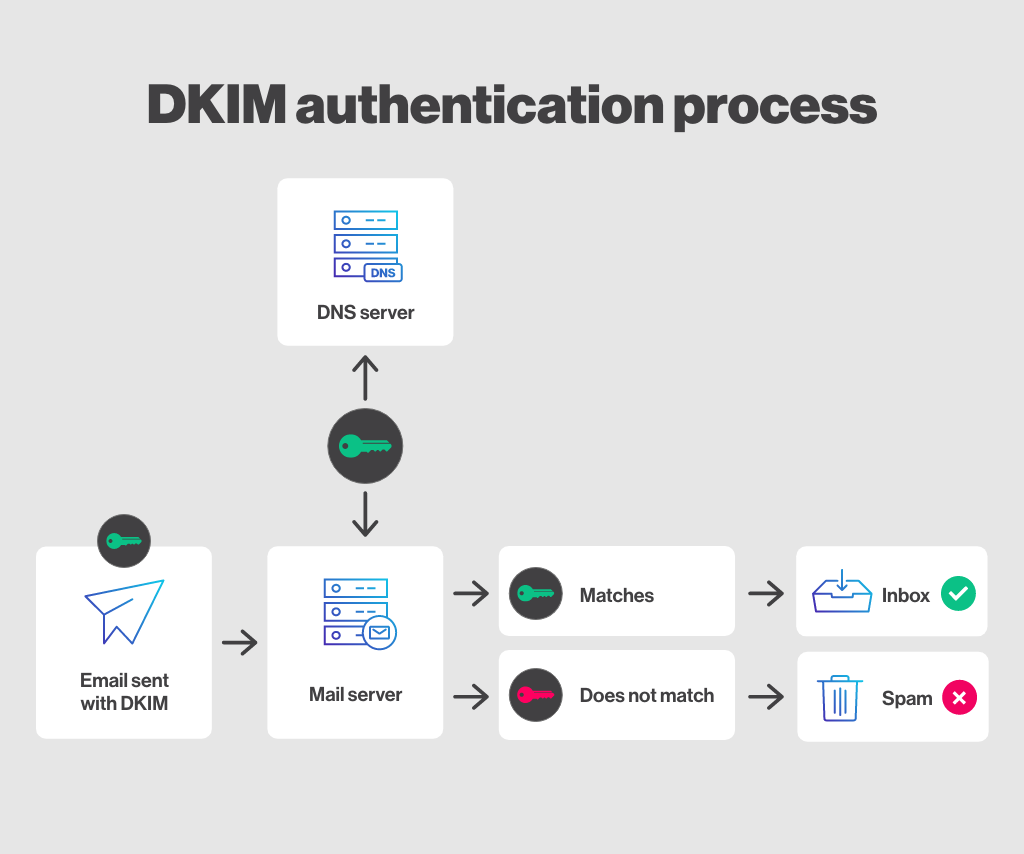 DKIM authentication process
DNS
DNS server
Email sent
with DKIM
Mail server
Matches
Inbox
Does not match
Spam